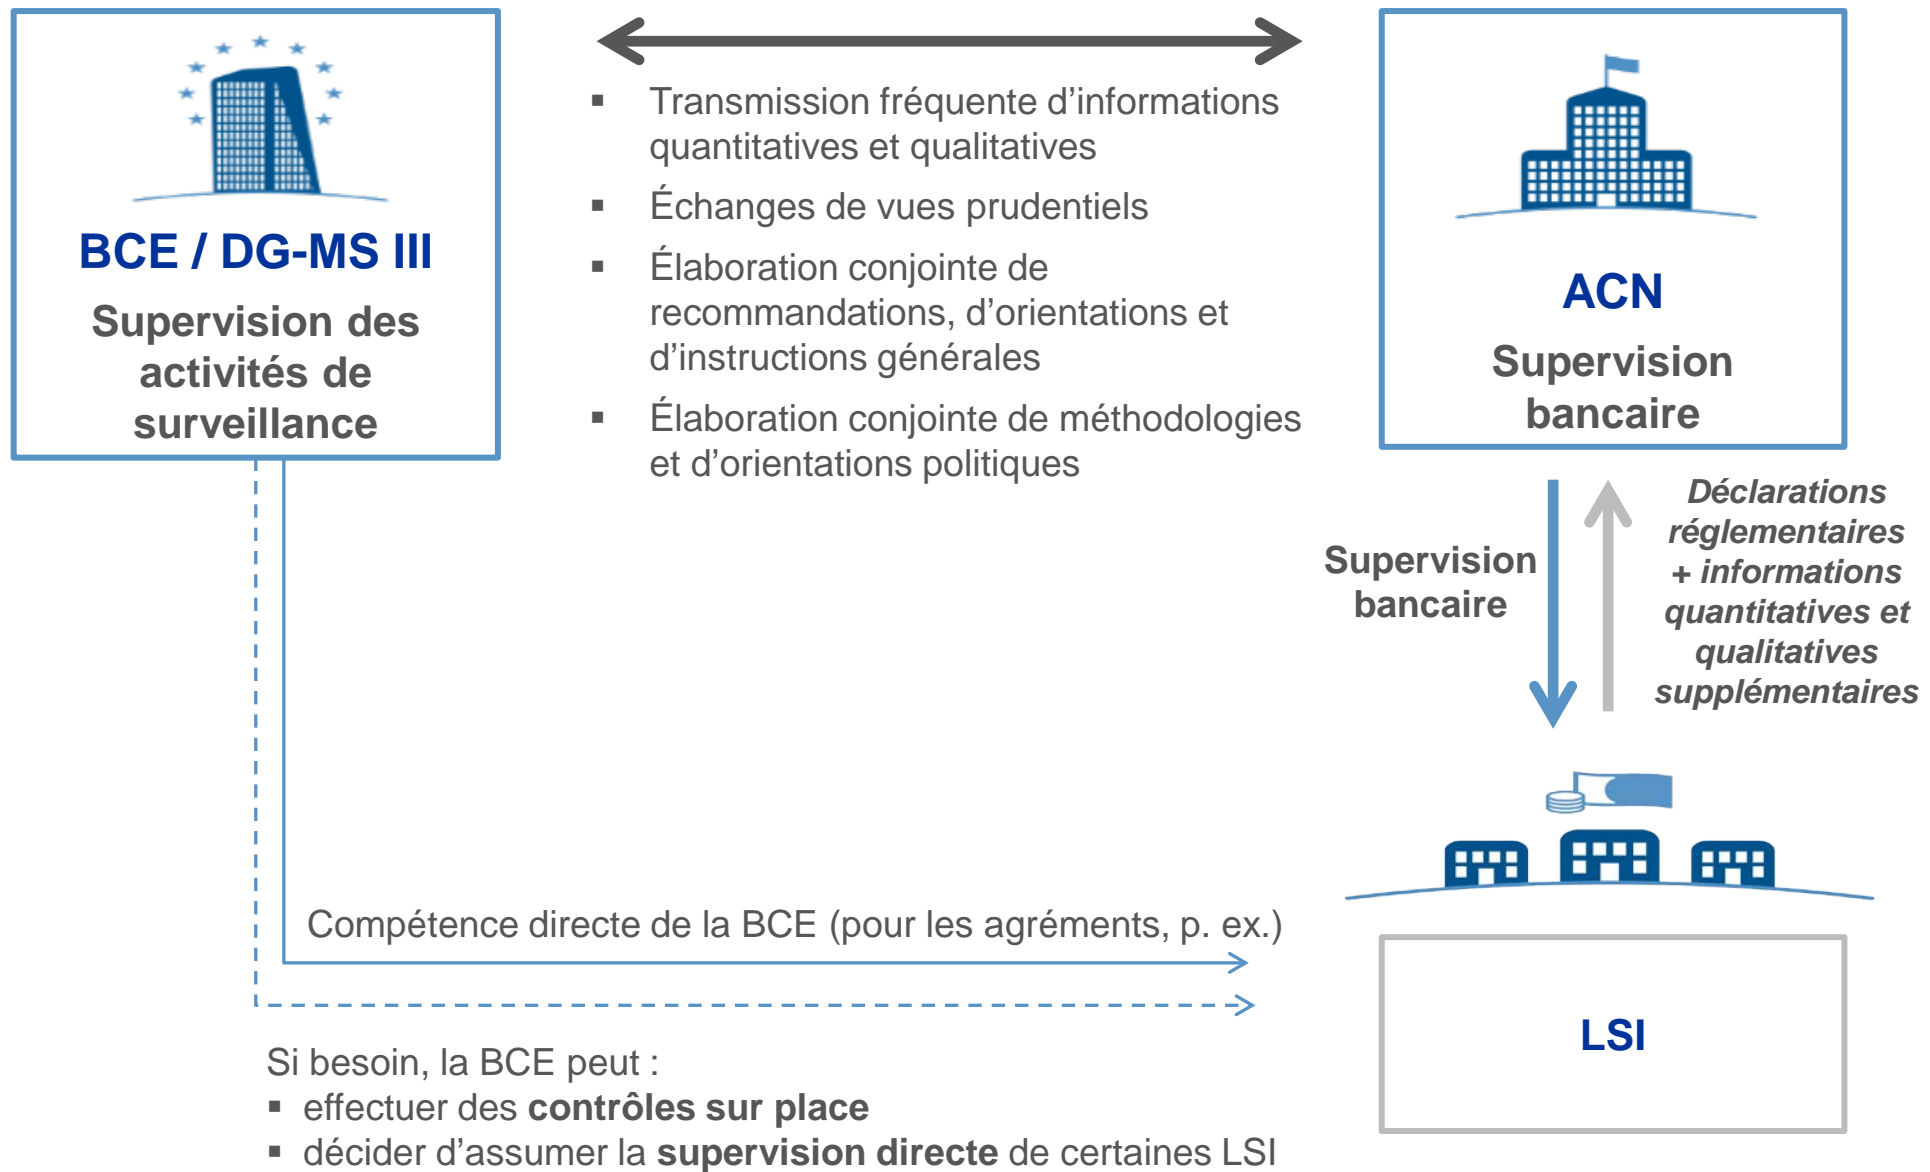 BCE / DG-MS III
Supervision des
activités de
surveillance
▪ Transmission fréquente d’informations
quantitatives et qualitatives
▪ Échanges de vues prudentiels
▪ Élaboration conjointe de
recommandations, d’orientations et
d’instructions générales
▪ Élaboration conjointe de méthodologies
et d’orientations politiques
ACN
Supervision
bancaire
Supervision
bancaire
Déclarations
réglementaires
+ informations
quantitatives et
qualitatives
supplémentaires
Compétence directe de la BCE (pour les agréments, p. ex.)
LSI
Si besoin, la BCE peut :
▪ effectuer des contrôles sur place
▪ décider d’assumer la supervision directe de certaines LSI